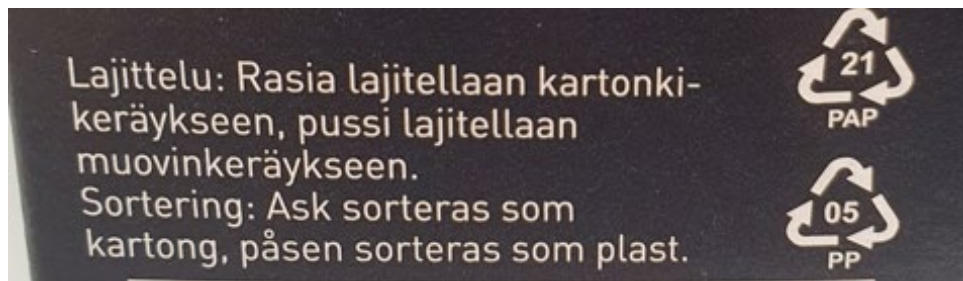 Lajittelu: Rasia lajitellaan kartonki-
keräykseen, pussi lajitellaan
muovinkeräykseen.
Sortering: Ask sorteras som
kartong, påsen sorteras som plast.
21
PAP
05
PP